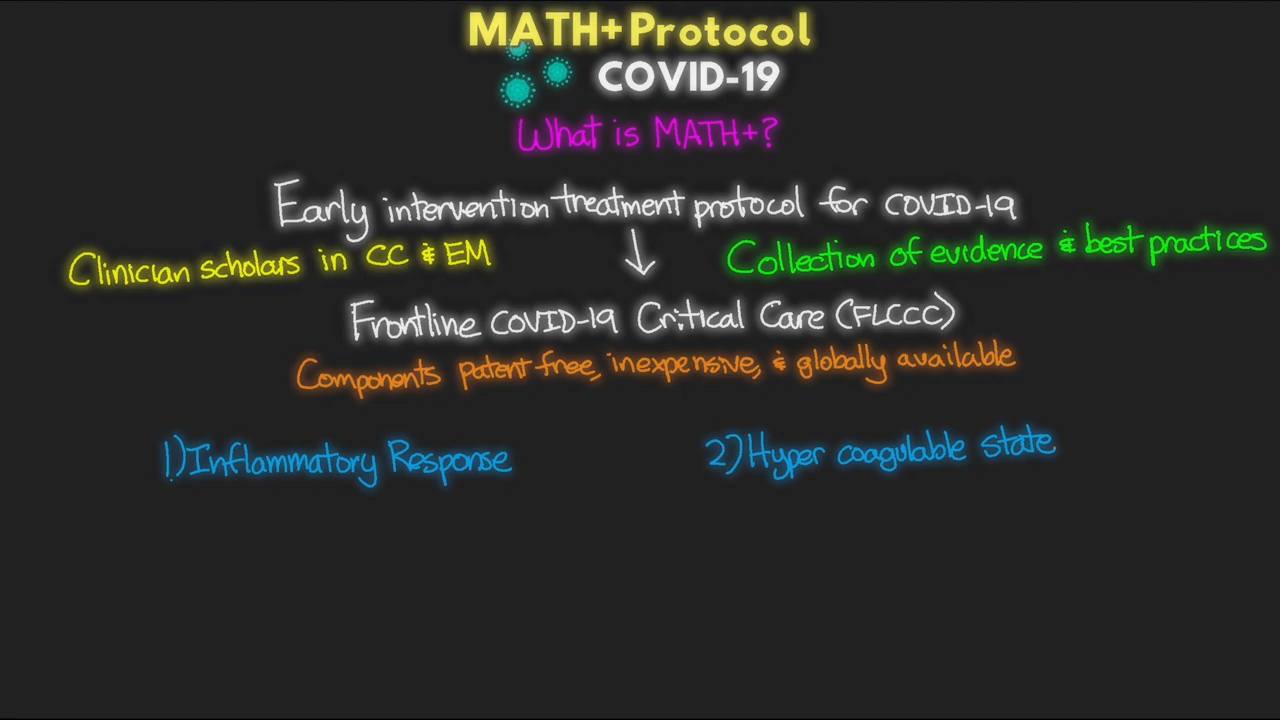 MATH+ Protocol
COVID-19
What is MATH+?
Early intervention treatment protocol for COVID-19
Clinician scholars in CC & EM
Collection of evidence & best practices
Frontline COVID-19 Critical Care (FLCCC)
Components patent-free, inexpensive, & globally available
1.) Inflammatory Response
2) Hyper coagulable state